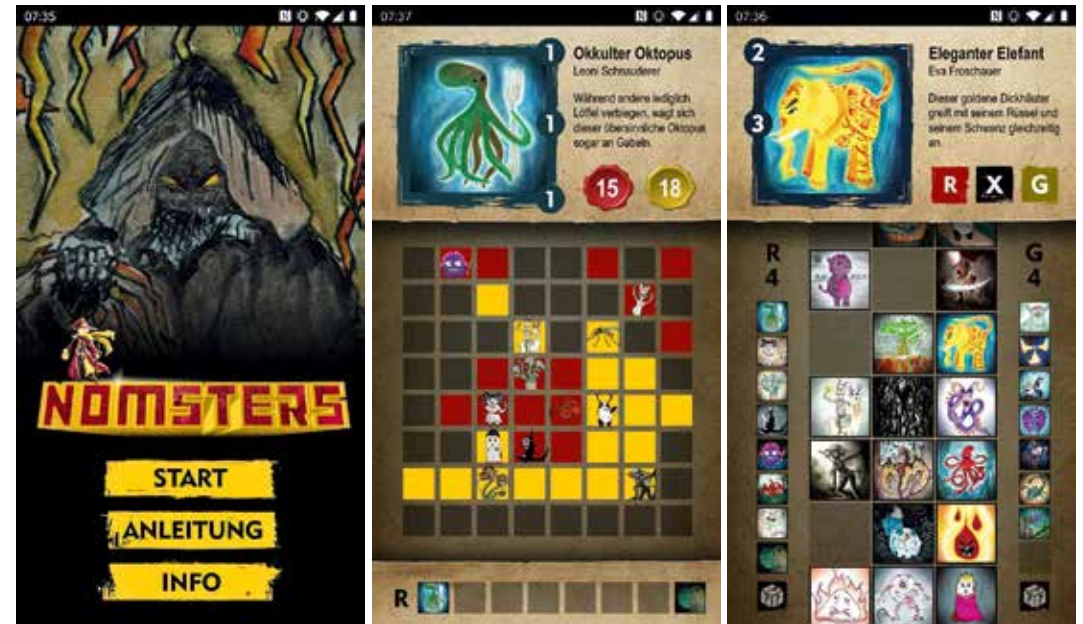 07:35
NOMSTERS
START
ANLEITUNG
INFO
07:37
1
1
1
Okkulter Oktopus
Leoni Schnauderer
Während andere lediglich
Löffel verbiegen, wagt sich
dieser übersinnliche Oktopus
sogar an Gabeln.
15
18
R
07:36
2
3
Eleganter Elefant
Eva Froschauer
Dieser goldene Dickhäuter
greift mit seinem Rüssel und
seinem Schwanz gleichzeitig
an.
R X G
R
4
G
4